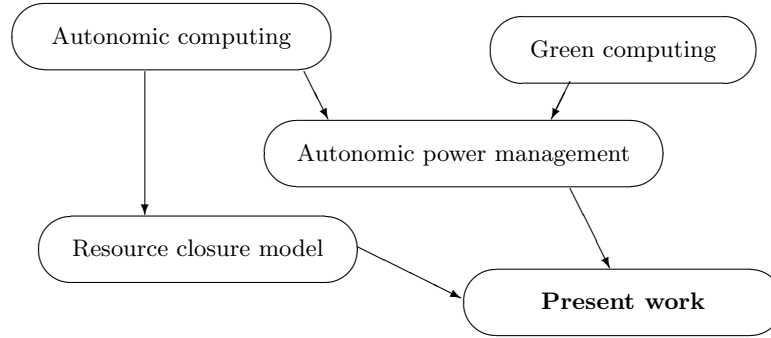 Autonomic computing
Green computing
Autonomic power management
Resource closure model
Present work